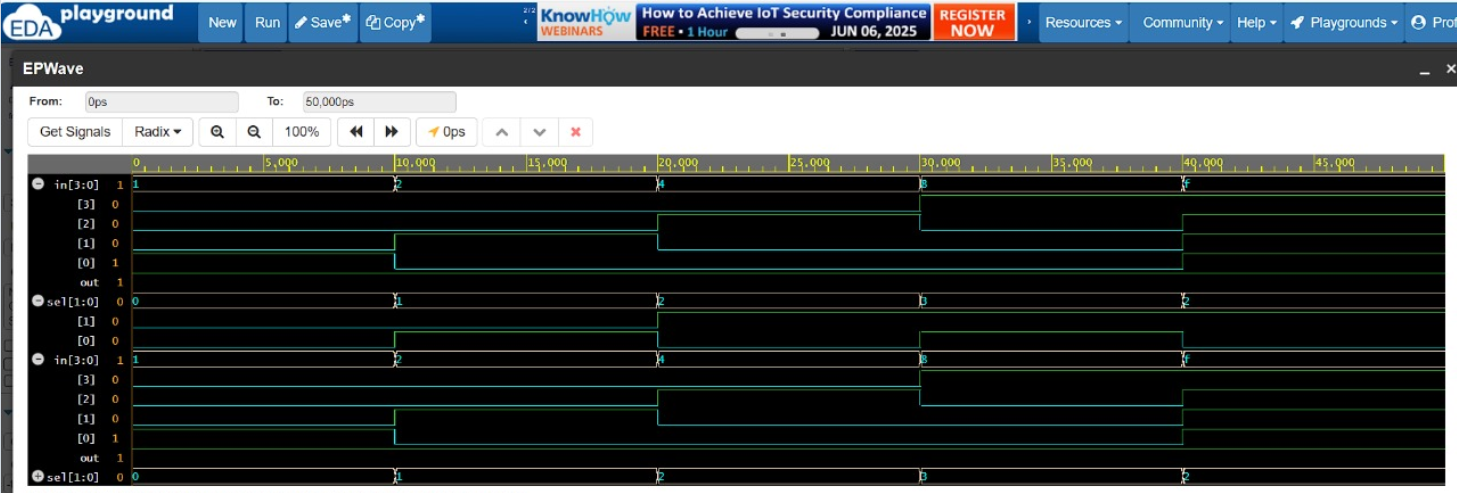 EDA playground New Run Save* Copy* 2/2 KnowHow WEBINARS How to Achieve IoT Security Compliance FREE • 1 Hour JUN 06, 2025 REGISTER NOW Resources Community Help Playgrounds Prof
EPWave
From: 0ps To: 50,000ps
Get Signals Radix 100% 0ps
0 5,000 10,000 15,000 20,000 25,000 30,000 35,000 40,000 45,000
in[3:0] 1 1 2 4 8 f
[3] 0
[2] 0
[1] 0
[0] 1
out 1
sel[1:0] 0 0 1 2 3 2
[1] 0
[0] 0
in[3:0] 1 1 2 4 8 f
[3] 0
[2] 0
[1] 0
[0] 1
out 1
sel[1:0] 0 0 1 2 3 2